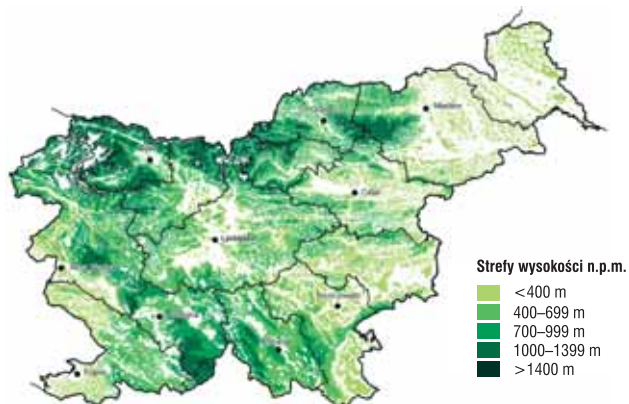 Maribor
Celje
Ljubljana
Strefy wysokości n.p.m.
<400 m
400–699 m
700–999 m
1000–1399 m
>1400 m